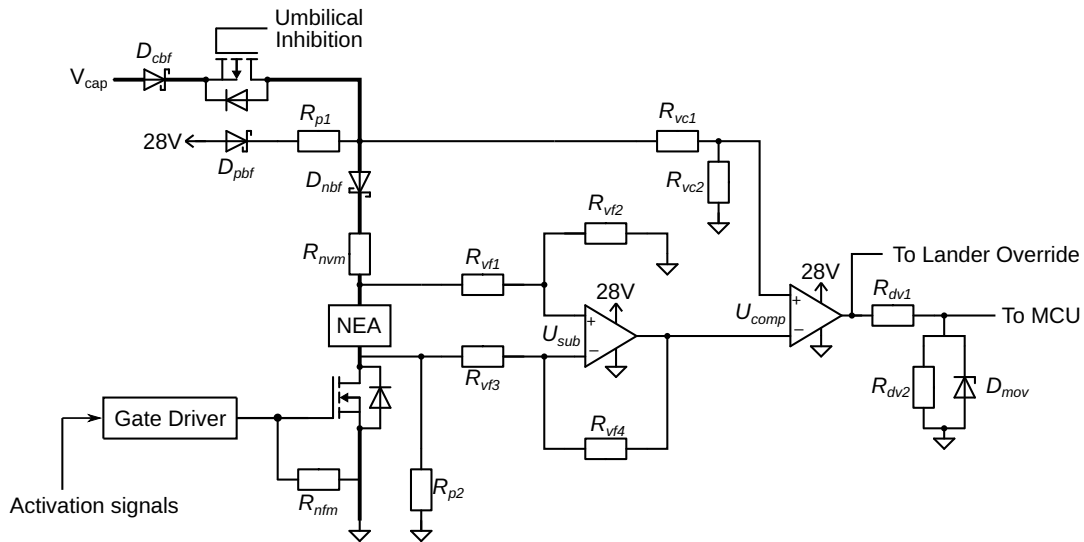 Umbilical
Inhibition
D_cbf
V_cap
R_p1
28V
D_pbf
R_vc1
R_vc2
D_nbf
R_vf2
R_nvm
R_vf1
To Lander Override
28V
28V
R_dv1
NEA
U_sub
+
−
U_comp
+
−
To MCU
R_vf3
R_dv2
D_mov
Gate Driver
R_vf4
R_nfm
R_p2
Activation signals